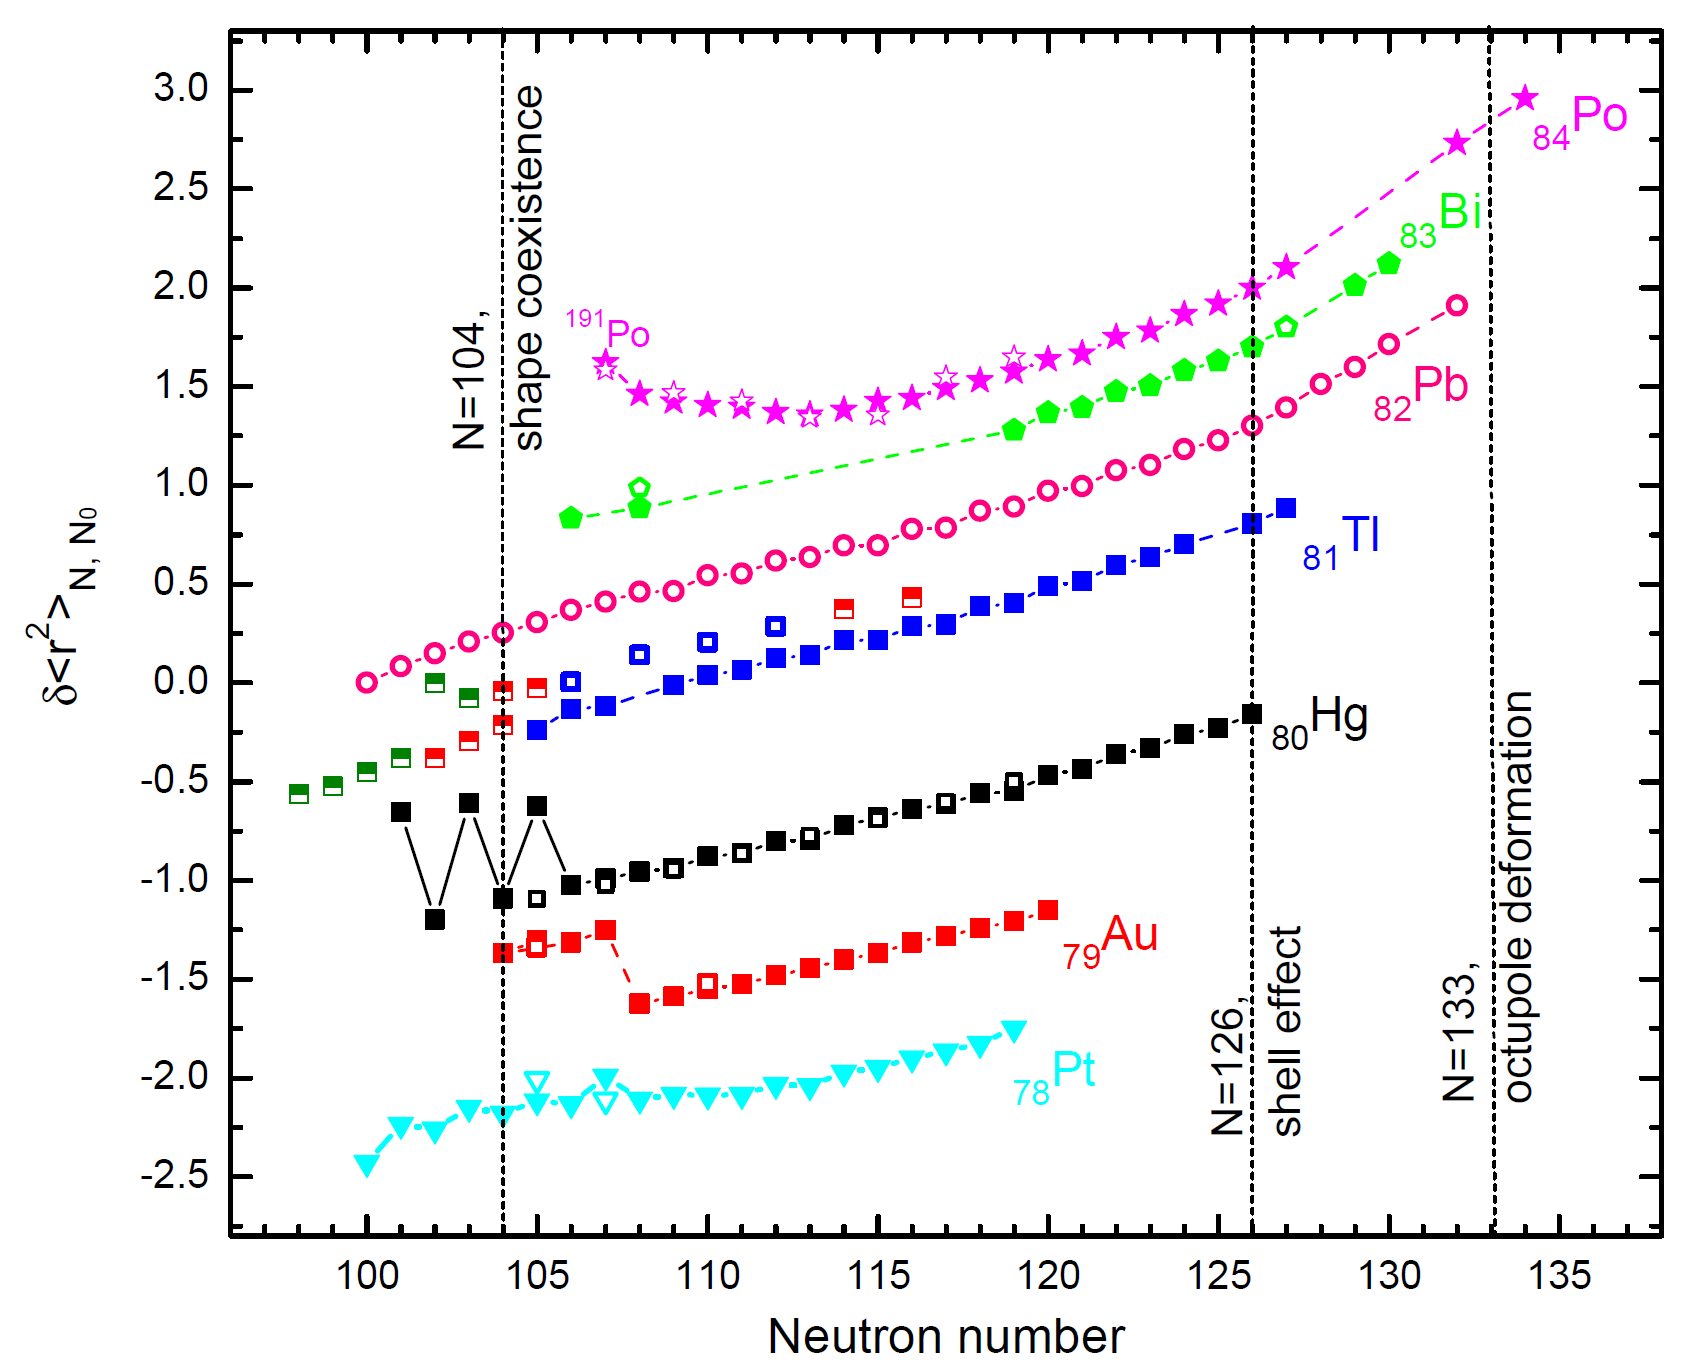 3.0
2.5
2.0
1.5
1.0
0.5
0.0
-0.5
-1.0
-1.5
-2.0
-2.5
δ<r²>N, N₀
100
105
110
115
120
125
130
135
Neutron number
N=104,
shape coexistence
N=126,
shell effect
N=133,
octupole deformation
¹⁹¹Po
₈₄Po
₈₃Bi
₈₂Pb
₈₁Tl
₈₀Hg
₇₉Au
₇₈Pt